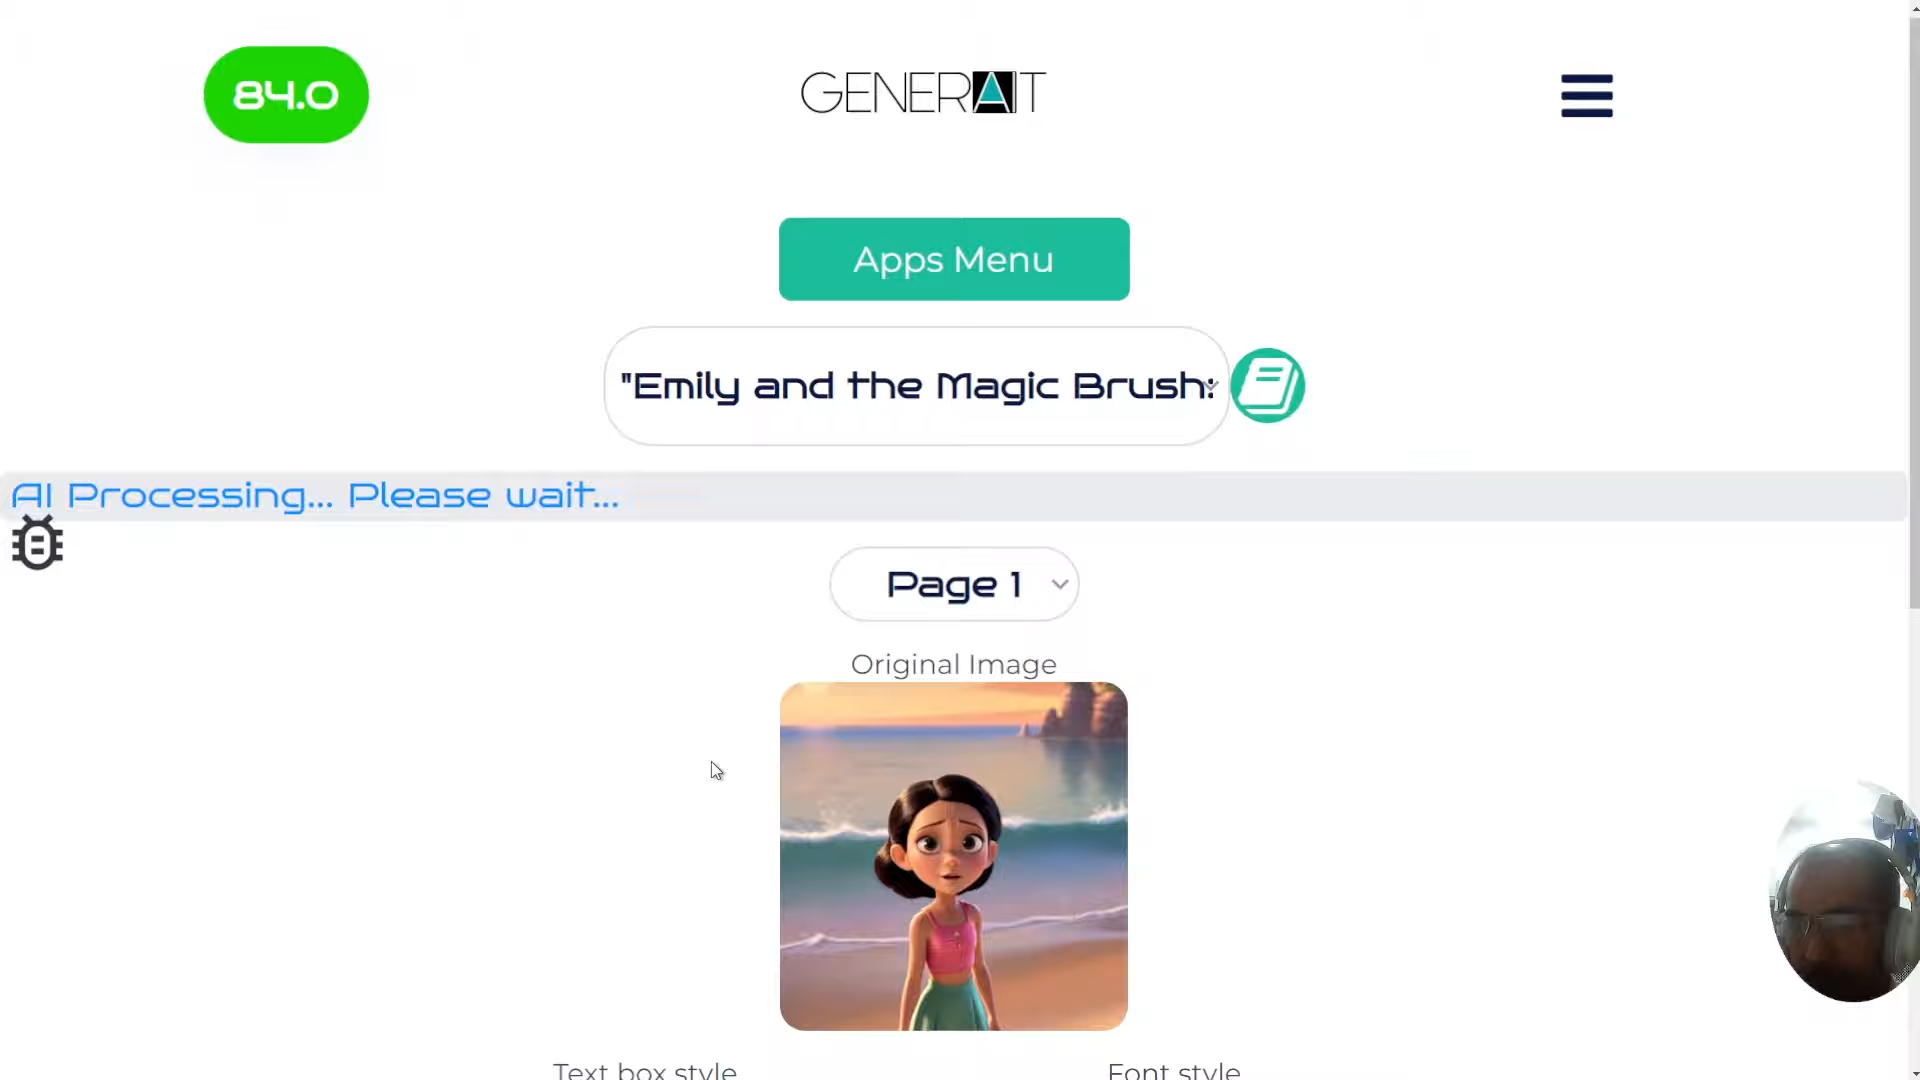 84.0
GENERAIT
Apps Menu
"Emily and the Magic Brush:
AI Processing... Please wait...
Page 1
Original Image
Text box style
Font style